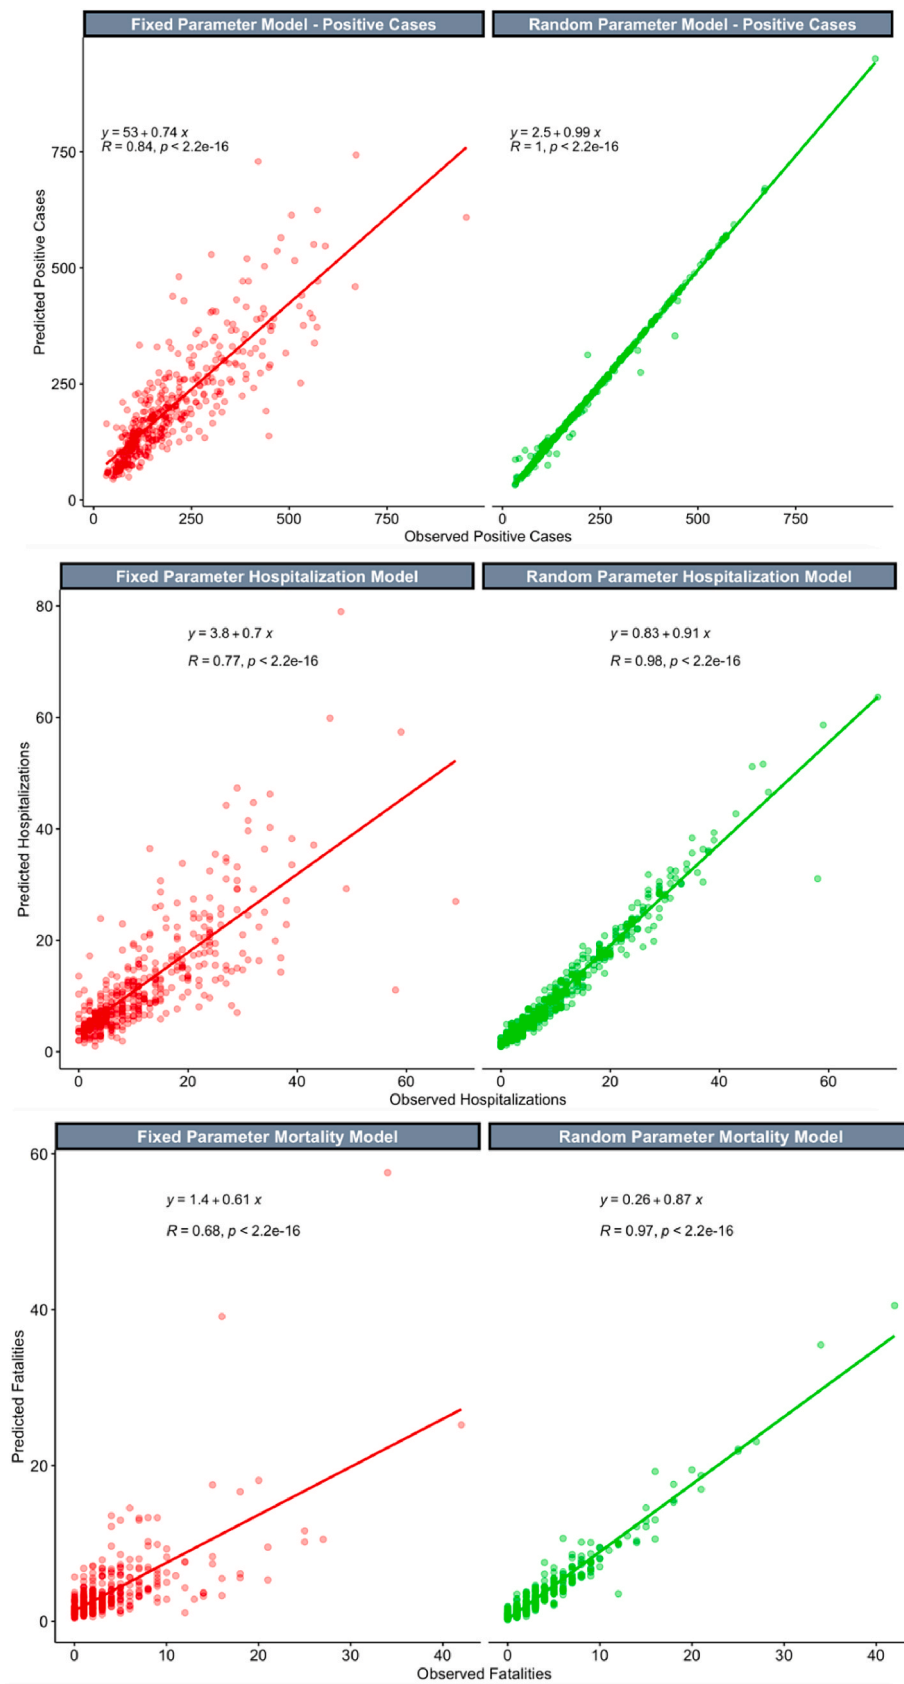 Fixed Parameter Model - Positive Cases
Random Parameter Model - Positive Cases
y = 53 + 0.74 x
R = 0.84, p < 2.2e-16
y = 2.5 + 0.99 x
R = 1, p < 2.2e-16
750
500
250
0
Predicted Positive Cases
0 250 500 750
0 250 500 750
Observed Positive Cases
Fixed Parameter Hospitalization Model
Random Parameter Hospitalization Model
y = 3.8 + 0.7 x
R = 0.77, p < 2.2e-16
y = 0.83 + 0.91 x
R = 0.98, p < 2.2e-16
80
60
40
20
0
Predicted Hospitalizations
0 20 40 60
0 20 40 60
Observed Hospitalizations
Fixed Parameter Mortality Model
Random Parameter Mortality Model
y = 1.4 + 0.61 x
R = 0.68, p < 2.2e-16
y = 0.26 + 0.87 x
R = 0.97, p < 2.2e-16
60
40
20
0
Predicted Fatalities
0 10 20 30 40
0 10 20 30 40
Observed Fatalities